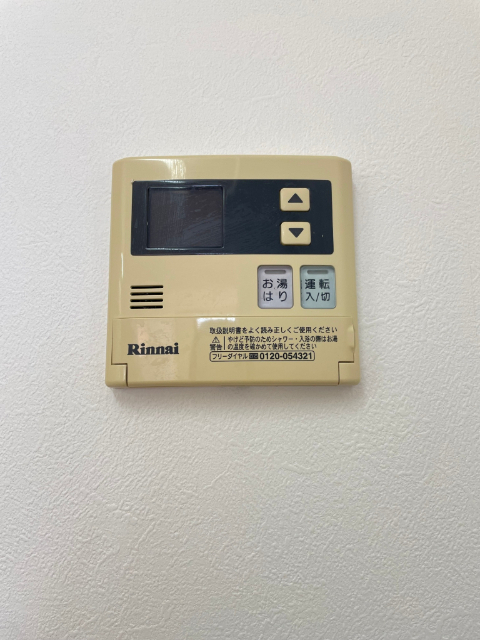 ▲
▼
お湯
はり
運転
入/切
取扱説明書をよく読み正しくご使用ください
⚠警告 やけど予防のためシャワー・入浴の際はお湯
の温度を確かめて使用してください
フリーダイヤル 0120-054321
Rinnai